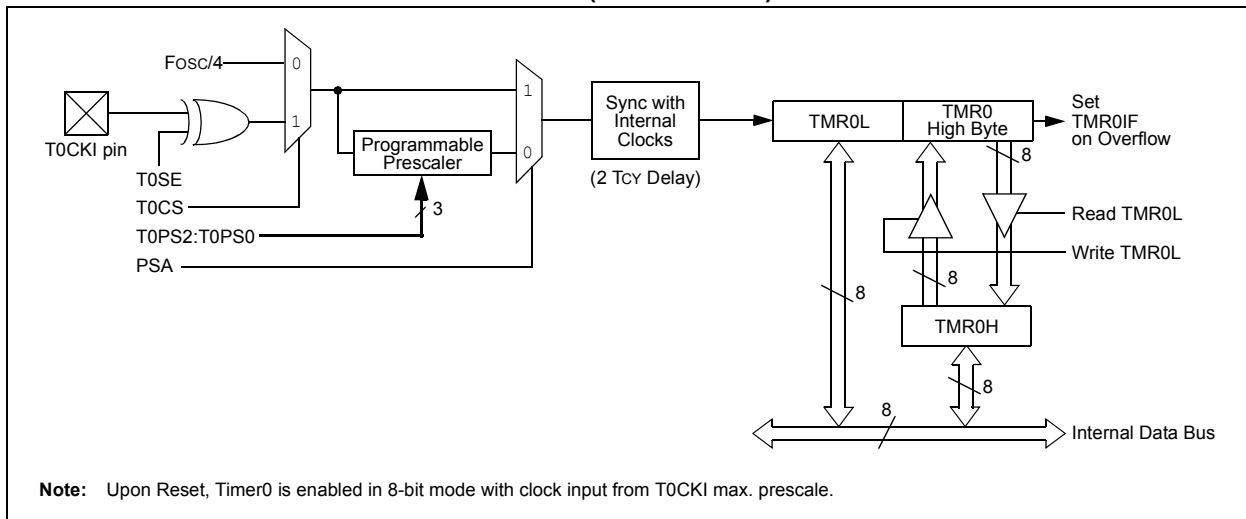 FOSC/4
0
1
T0CKI pin
T0SE
T0CS
T0PS2:T0PS0
PSA
Programmable
Prescaler
3
1
0
Sync with
Internal
Clocks
(2 TCY Delay)
TMR0L
TMR0
High Byte
Set
TMR0IF
on Overflow
8
Read TMR0L
Write TMR0L
8
8
TMR0H
8
8
Internal Data Bus
Note: Upon Reset, Timer0 is enabled in 8-bit mode with clock input from T0CKI max. prescale.